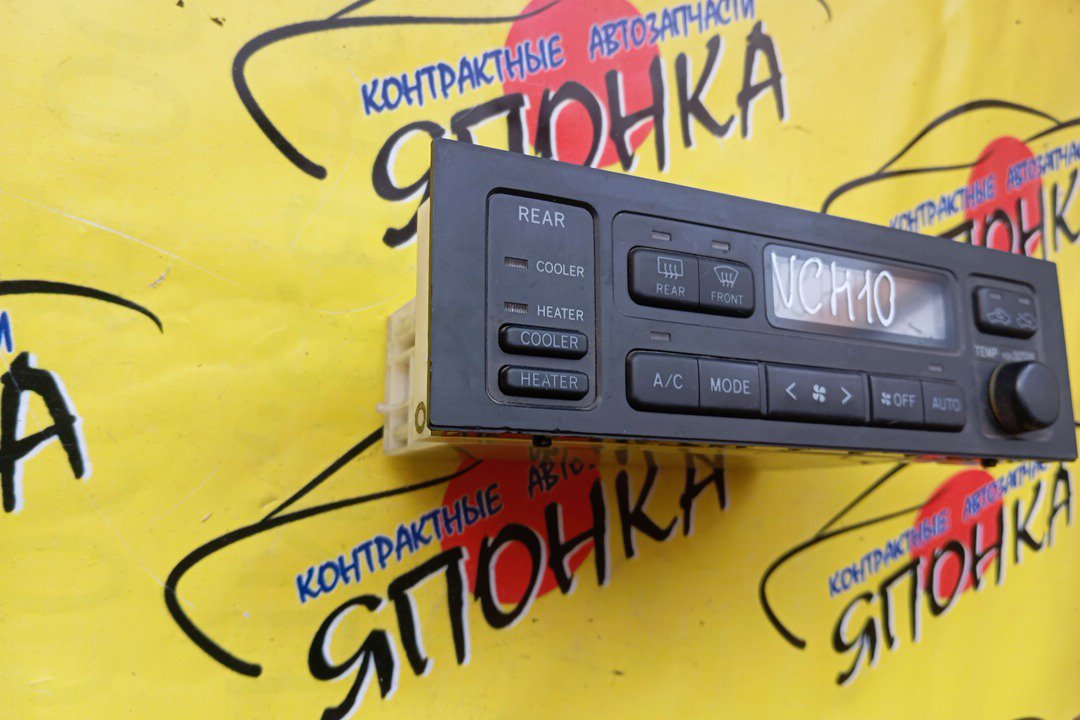 КОНТРАКТНЫЕ АВТОЗАПЧАСТИ
ЯПОНКА
КОНТРАКТНЫЕ АВТОЗАПЧАСТИ
REAR
COOLER
HEATER
COOLER
HEATER
REAR
FRONT
VCH10
A/C
MODE
< >
OFF
AUTO
TEMP
КОНТРАКТНЫЕ АВТО
ЯПОНКА
КОНТРАКТНЫЕ АВТОЗАПЧАСТИ
ЯПОНКА